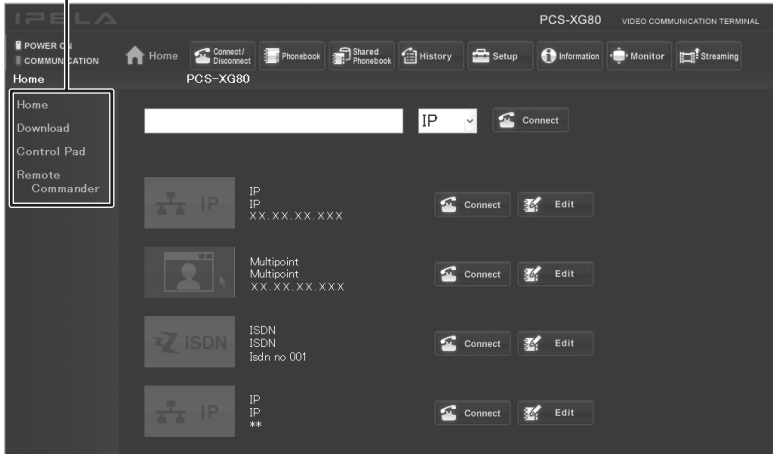 IPELA
PCS-XG80 VIDEO COMMUNICATION TERMINAL
POWER ON
COMMUNICATION
Home
Connect/
Disconnect
Phonebook
Shared
Phonebook
History
Setup
Information
Monitor
Streaming
Home
PCS-XG80
Home
Download
Control Pad
Remote
Commander
IP
Connect
IP
IP
IP
XX.XX.XX.XXX
Connect
Edit
Multipoint
Multipoint
XX.XX.XX.XXX
Connect
Edit
ISDN
ISDN
ISDN
Isdn no 001
Connect
Edit
IP
IP
IP
**
Connect
Edit